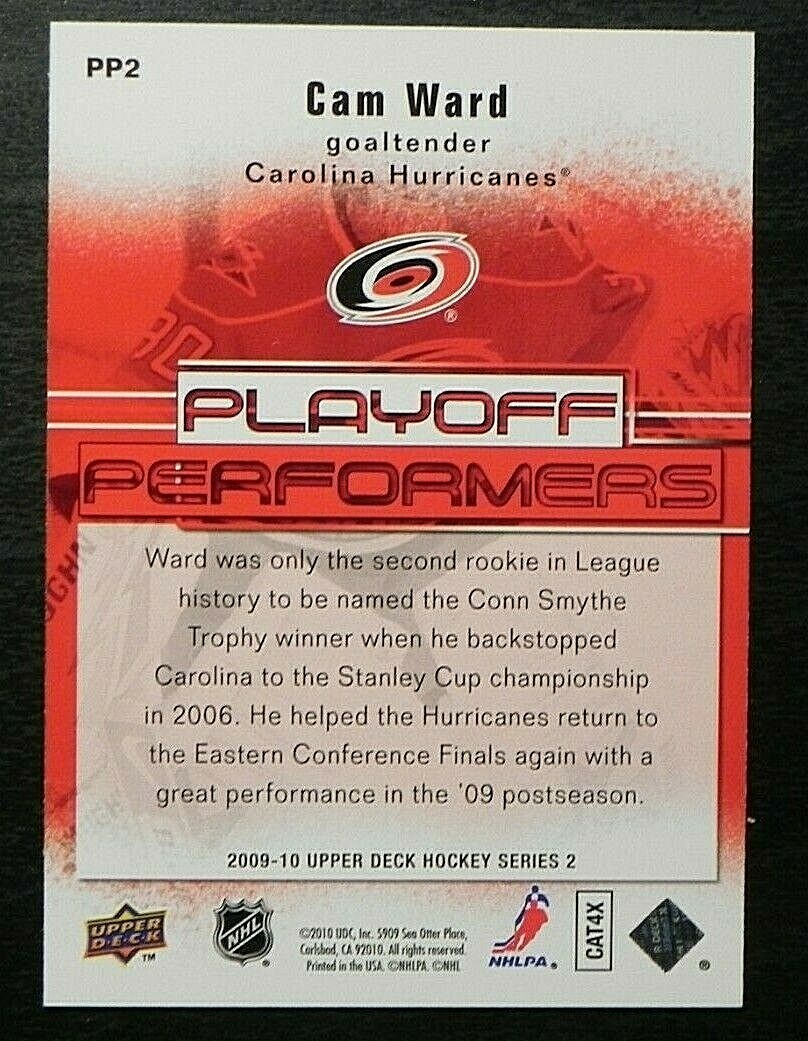 PP2
Cam Ward
goaltender
Carolina Hurricanes®
®
PLAYOFF
PERFORMERS
Ward was only the second rookie in League
history to be named the Conn Smythe
Trophy winner when he backstopped
Carolina to the Stanley Cup championship
in 2006. He helped the Hurricanes return to
the Eastern Conference Finals again with a
great performance in the '09 postseason.
2009-10 UPPER DECK HOCKEY SERIES 2
UPPER
DECK
TM
NHL
®
©2010 UDC, Inc. 5909 Sea Otter Place,
Carlsbad, CA 92010. All rights reserved.
Printed in the USA. ©NHLPA. ©NHL
NHLPA®
CAT4X
®